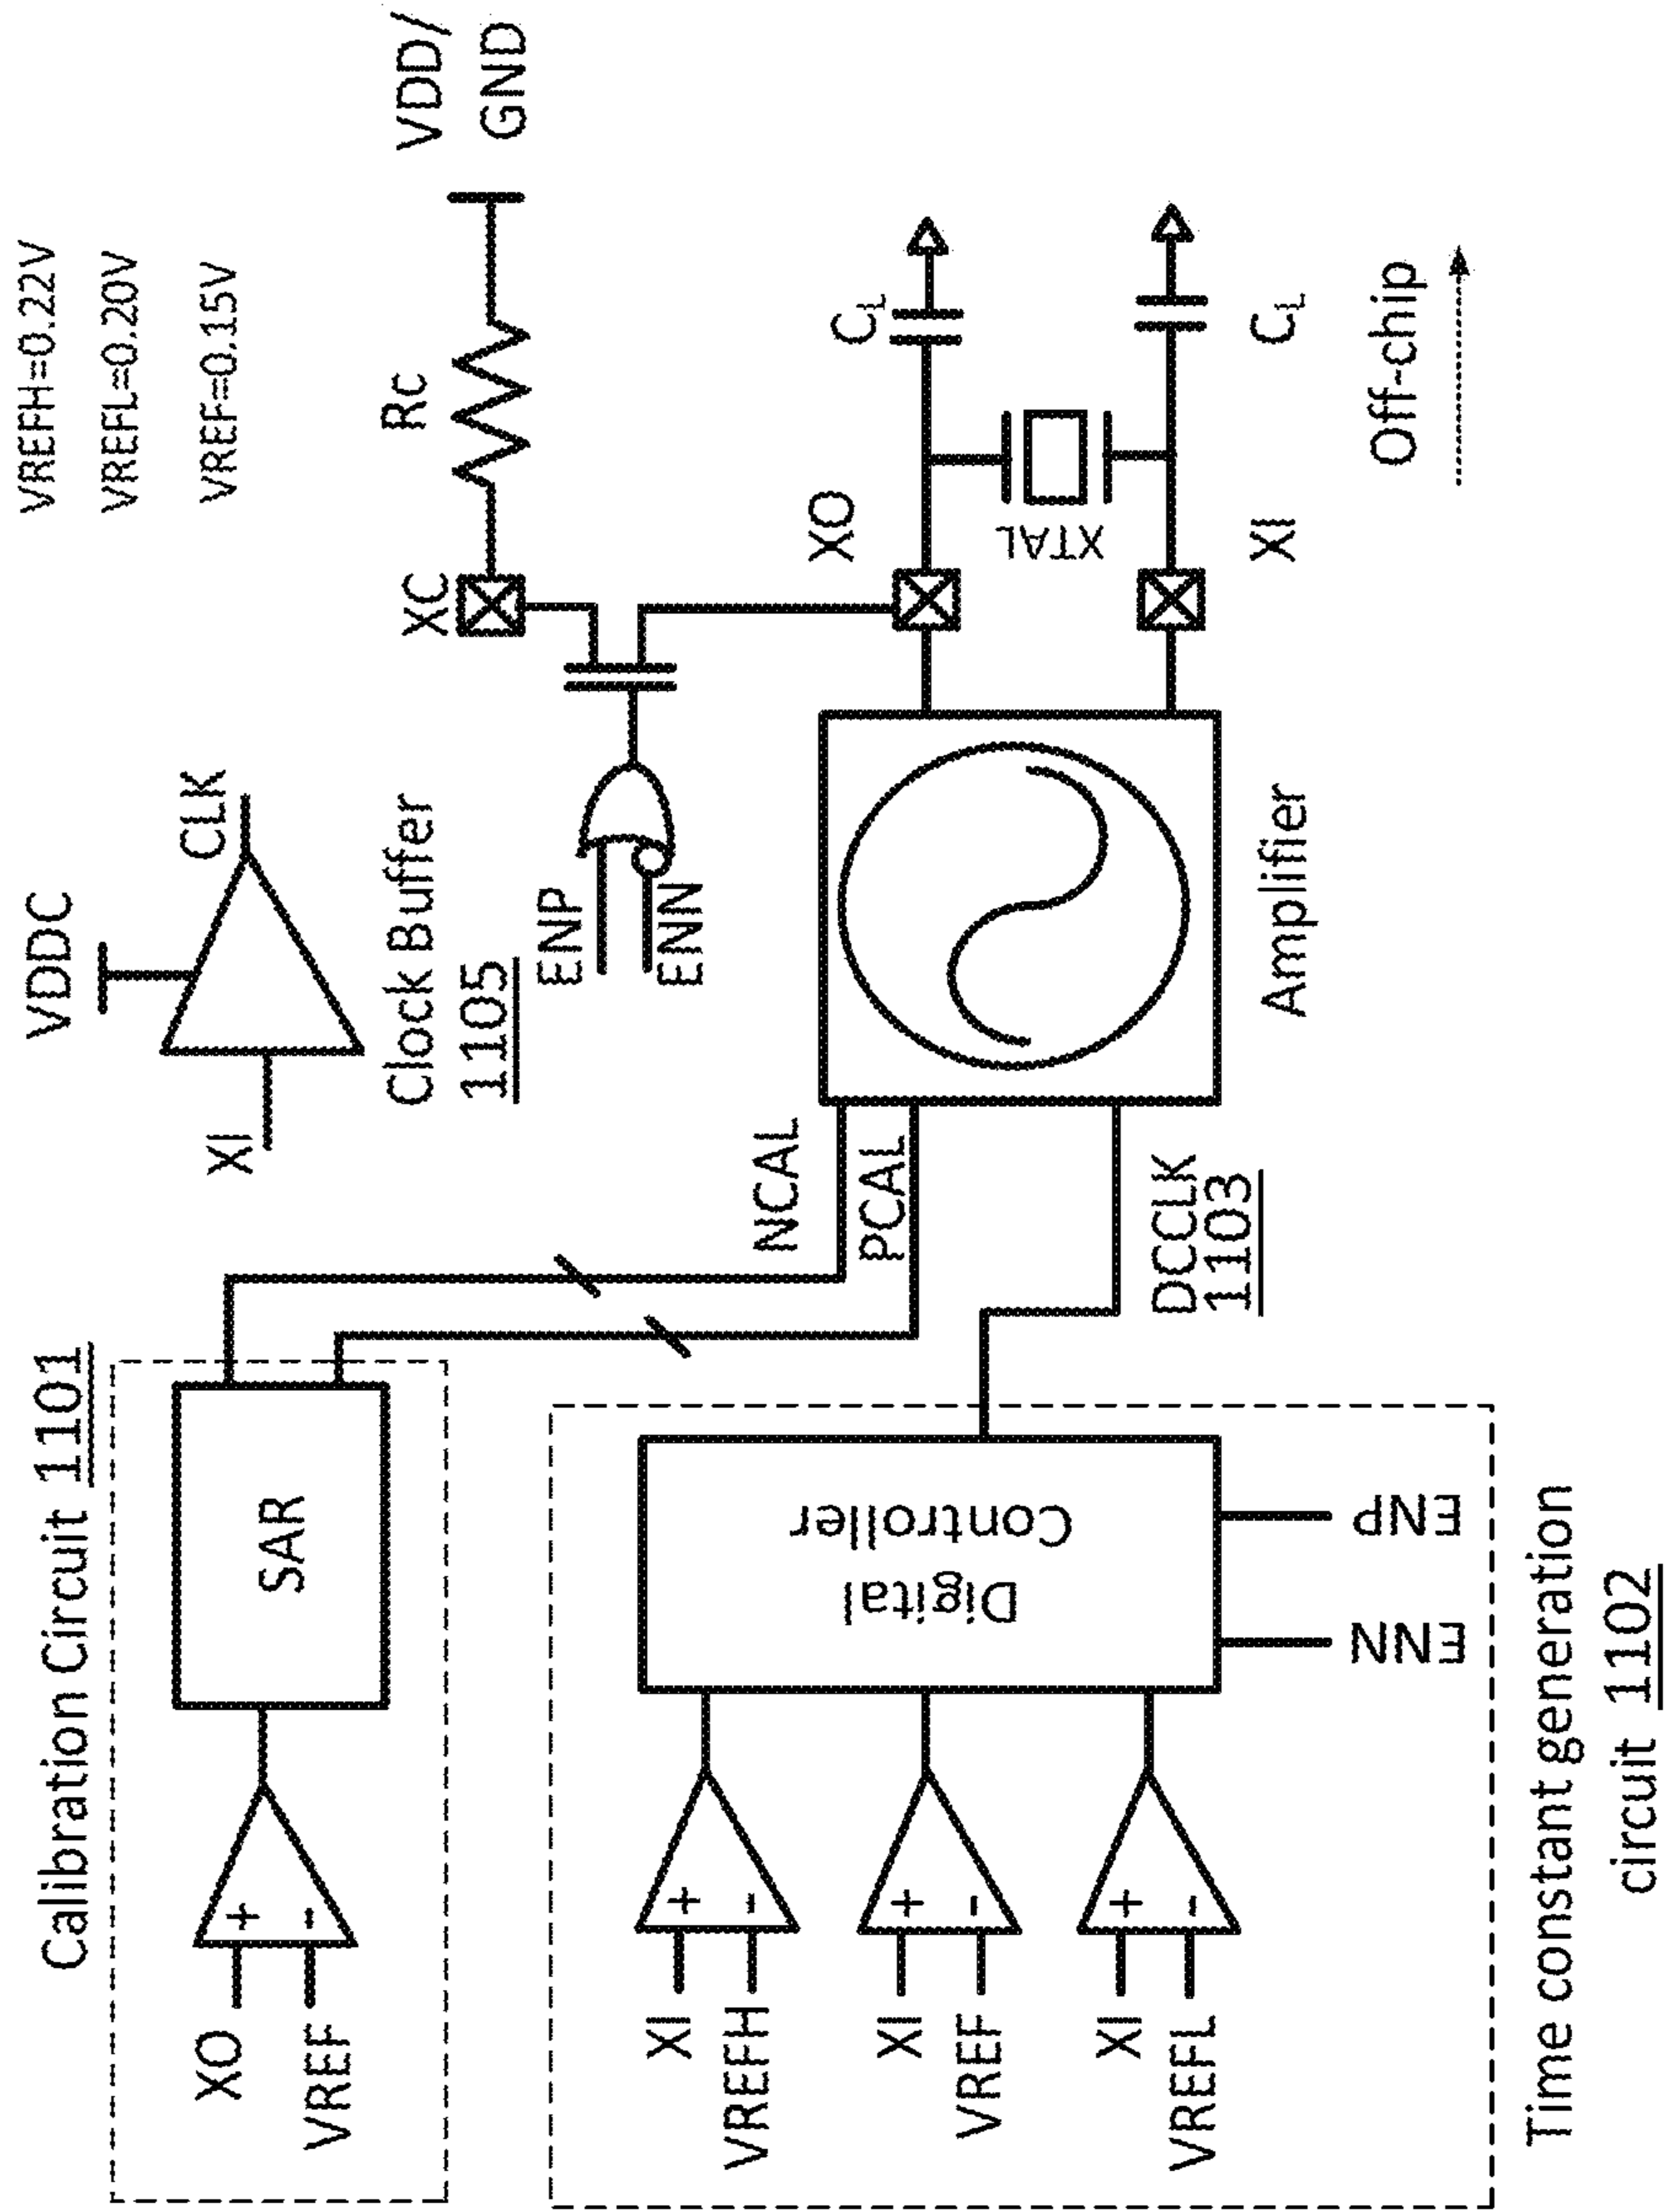 VREFH=0.22V
VREFL=0.20V
VREF=0.15V
VDDC
XI
CLK
Clock Buffer
1105
Calibration Circuit 1101
XO
VREF
+
-
SAR
NCAL
PCAL
XC
Rc
VDD/
GND
ENP
ENN
XO
CL
XTAL
XI
CL
Off-chip
Amplifier
DCCLK
1103
XI
VREFH
+
-
XI
VREF
+
-
XI
VREFL
+
-
Digital
Controller
ENN
ENP
Time constant generation
circuit 1102